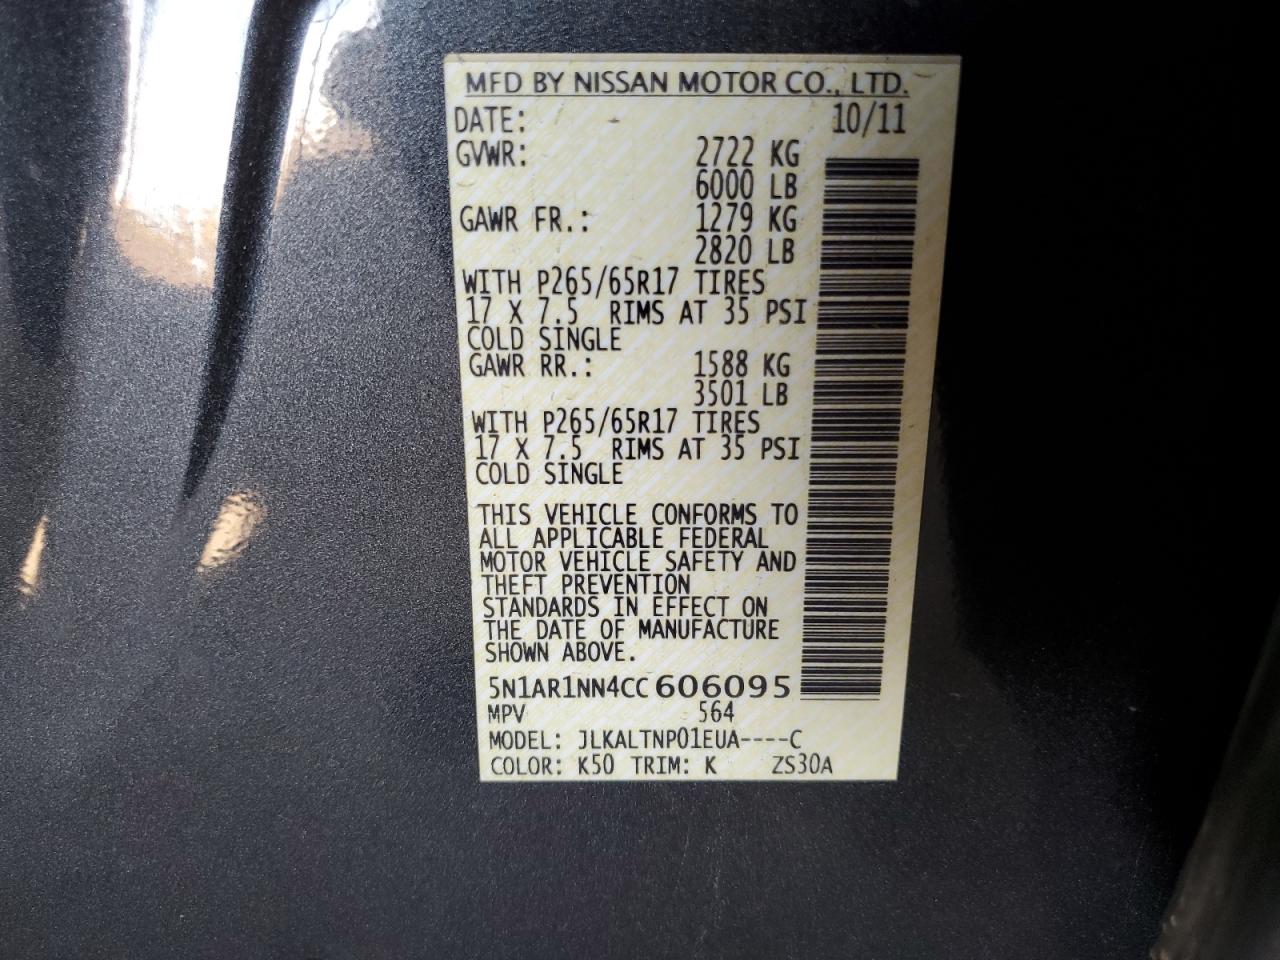 MFD BY NISSAN MOTOR CO., LTD.
DATE: 10/11
GVWR: 2722 KG
6000 LB
GAWR FR.: 1279 KG
2820 LB
WITH P265/65R17 TIRES
17 X 7.5 RIMS AT 35 PSI
COLD SINGLE
GAWR RR.: 1588 KG
3501 LB
WITH P265/65R17 TIRES
17 X 7.5 RIMS AT 35 PSI
COLD SINGLE
THIS VEHICLE CONFORMS TO
ALL APPLICABLE FEDERAL
MOTOR VEHICLE SAFETY AND
THEFT PREVENTION
STANDARDS IN EFFECT ON
THE DATE OF MANUFACTURE
SHOWN ABOVE.
5N1AR1NN4CC606095
MPV 564
MODEL: JLKALTNP01EUA----C
COLOR: K50 TRIM: K ZS30A